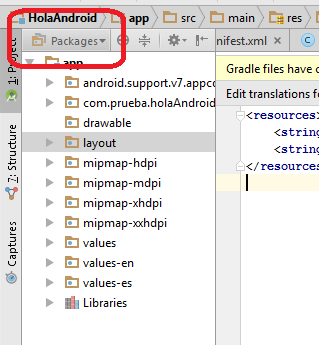 HolaAndroid app src main res
Packages nifest.xml
1: Project
7: Structure
Captures
app
android.support.v7.appco
com.prueba.holaAndroid
drawable
layout
mipmap-hdpi
mipmap-mdpi
mipmap-xhdpi
mipmap-xxhdpi
values
values-en
values-es
Libraries
Gradle files have c
Edit translations f
<resources>
<string
<string
</resources